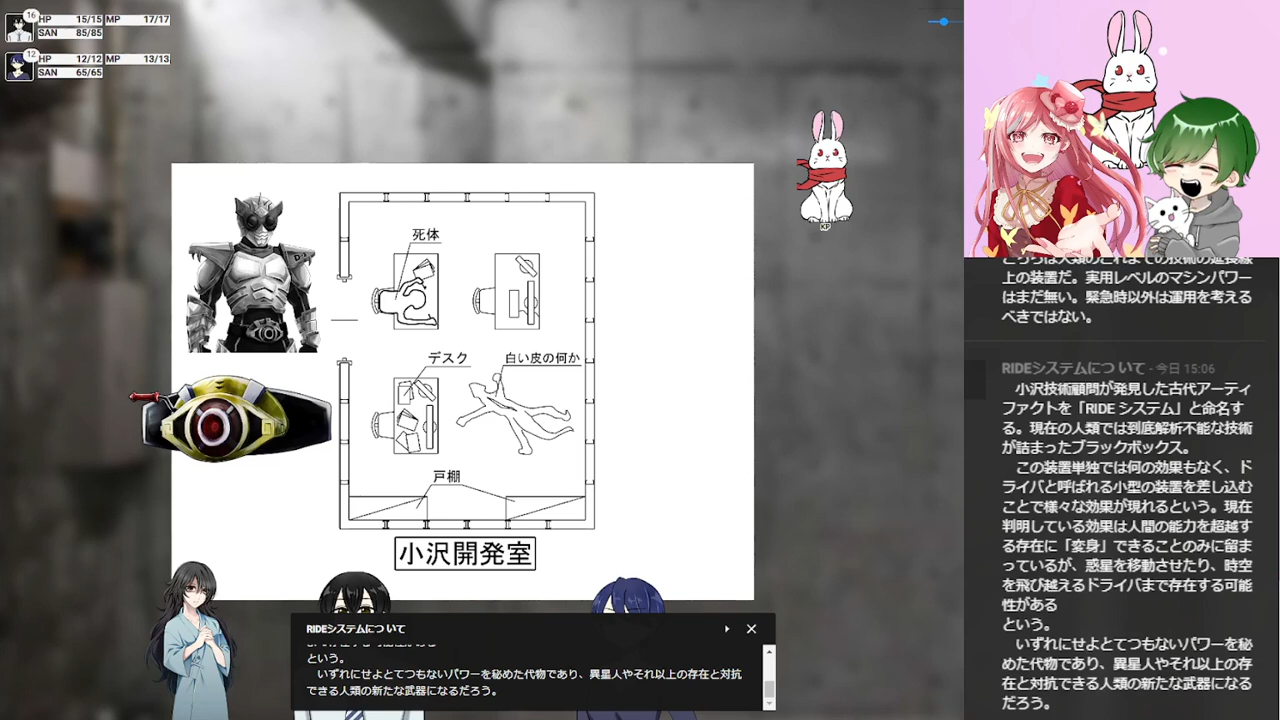 16
HP 15/15 MP 17/17
SAN 85/85
12
HP 12/12 MP 13/13
SAN 65/65
死体
デスク
白い皮の何か
戸棚
小沢開発室
KP
RIDEシステムについて
という。
いずれにせよとてつもないパワーを秘めた代物であり、異星人やそれ以上の存在と対抗
できる人類の新たな武器になるだろう。
上の装置だ。実用レベルのマシンパワー
はまだ無い。緊急時以外は運用を考える
べきではない。
RIDEシステムについて - 今日 15:06
小沢技術顧問が発見した古代アーティ
ファクトを「RIDE システム」と命名す
る。現在の人類では到底解析不能な技術
が詰まったブラックボックス。
この装置単独では何の効果もなく、ド
ライバと呼ばれる小型の装置を差し込む
ことで様々な効果が現れるという。現在
判明している効果は人間の能力を超越す
る存在に「変身」できることのみに留ま
っているが、惑星を移動させたり、時空
を飛び越えるドライバまで存在する可能
性がある
という。
いずれにせよとてつもないパワーを秘
めた代物であり、異星人やそれ以上の存
在と対抗できる人類の新たな武器になる
だろう。